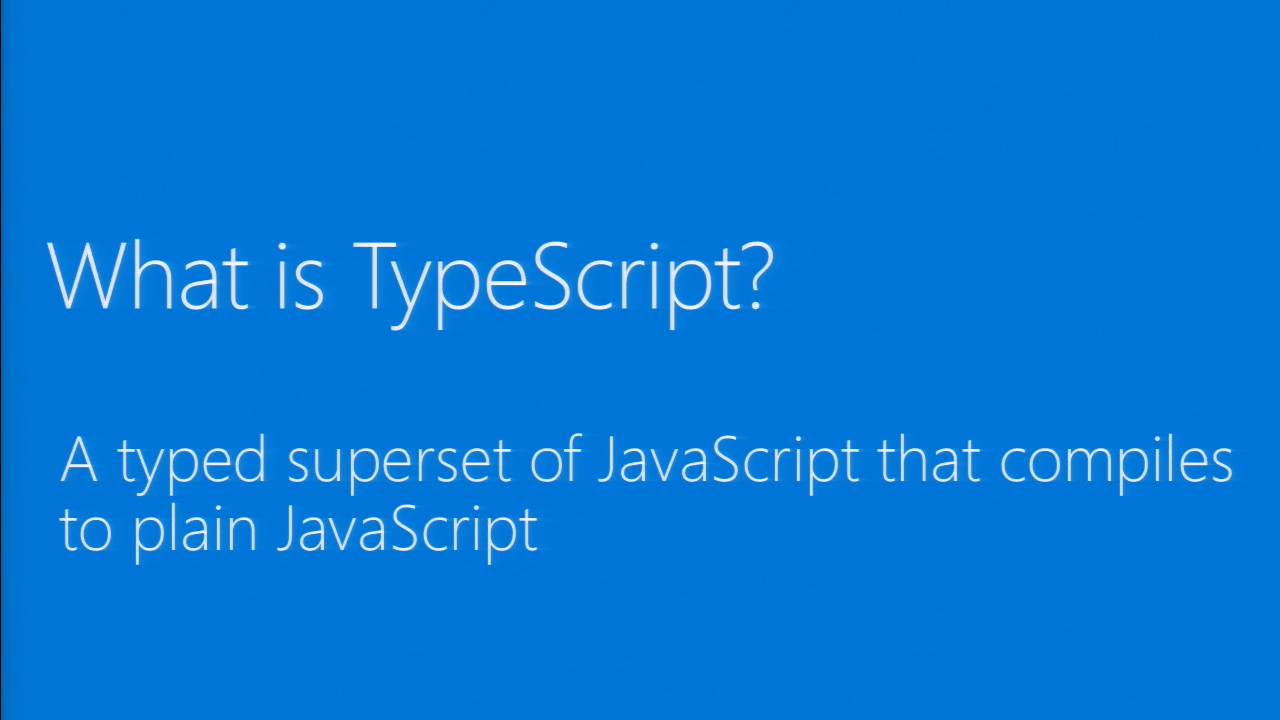 What is TypeScript?
A typed superset of JavaScript that compiles
to plain JavaScript